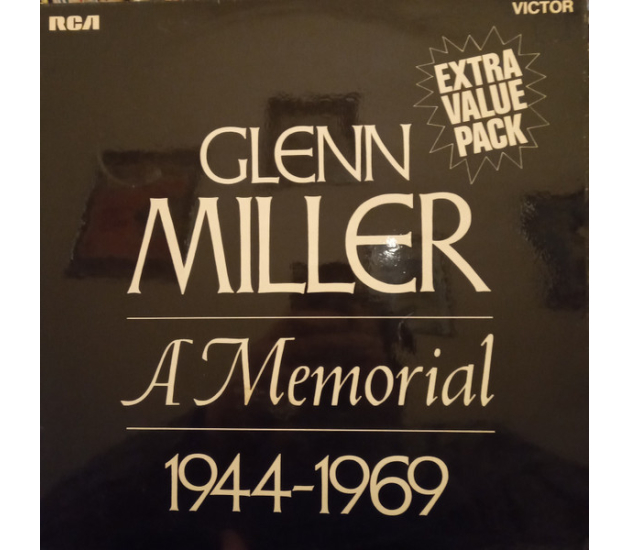 RCA
VICTOR
EXTRA
VALUE
PACK
GLENN
MILLER
A Memorial
1944-1969